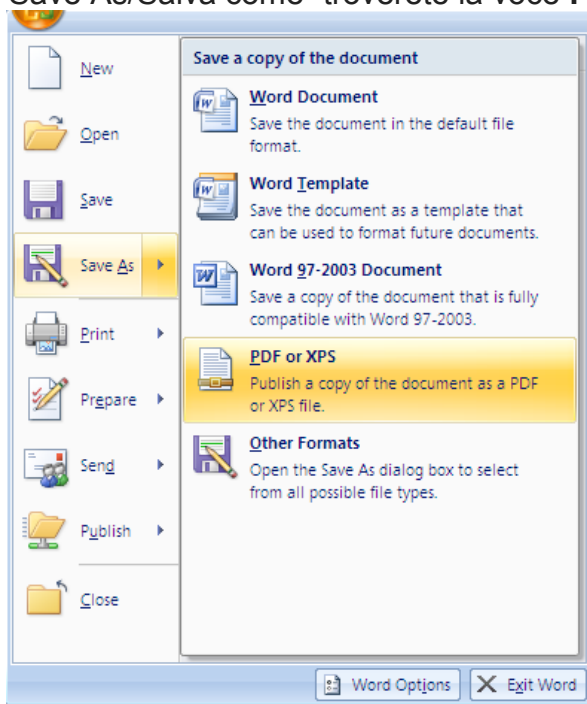 Save As/Salva come" troverete la voce
New
Open
Save
Save As
Print
Prepare
Send
Publish
Close
Save a copy of the document
Word Document
Save the document in the default file
format.
Word Template
Save the document as a template that
can be used to format future documents.
Word 97-2003 Document
Save a copy of the document that is fully
compatible with Word 97-2003.
PDF or XPS
Publish a copy of the document as a PDF
or XPS file.
Other Formats
Open the Save As dialog box to select
from all possible file types.
Word Options
Exit Word